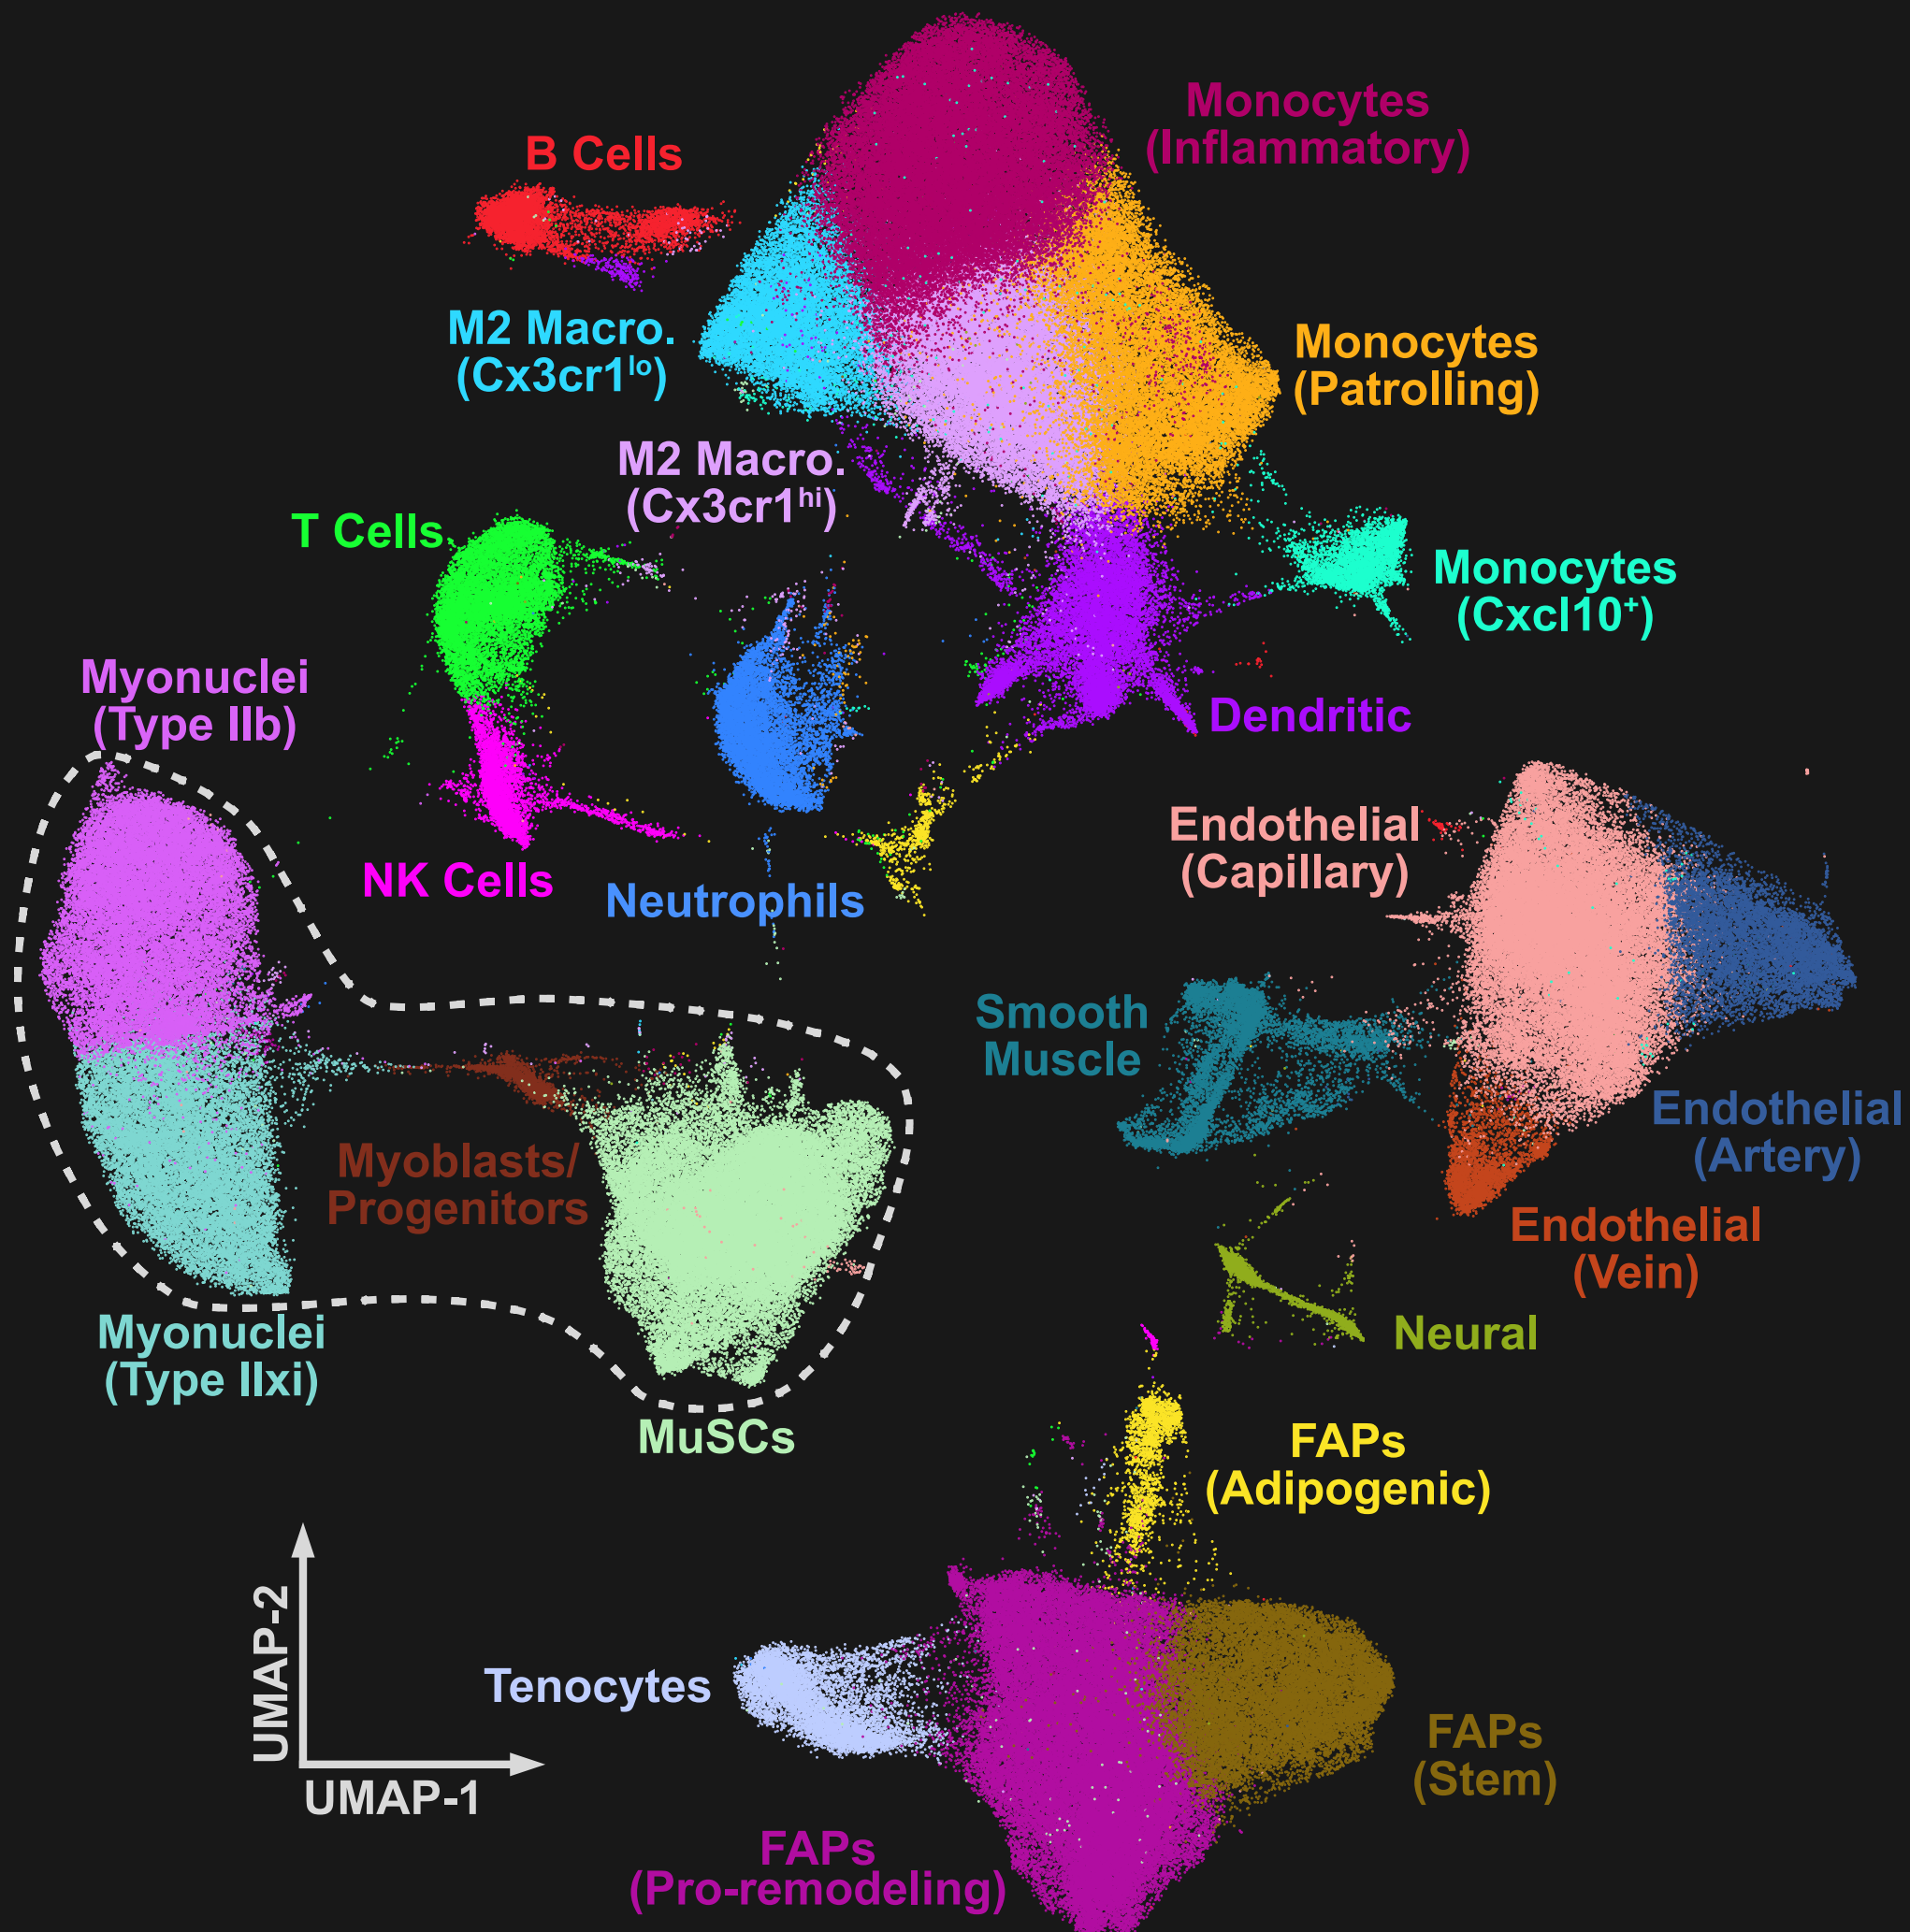 Monocytes
(Inflammatory)
B Cells
M2 Macro.
(Cx3cr1lo)
Monocytes
(Patrolling)
M2 Macro.
(Cx3cr1hi)
T Cells
Monocytes
(Cxcl10+)
Myonuclei
(Type IIb)
Dendritic
Endothelial
(Capillary)
NK Cells
Neutrophils
Smooth
Muscle
Endothelial
(Artery)
Myoblasts/
Progenitors
Endothelial
(Vein)
Neural
Myonuclei
(Type IIxi)
MuSCs
FAPs
(Adipogenic)
UMAP-2
UMAP-1
Tenocytes
FAPs
(Stem)
FAPs
(Pro-remodeling)